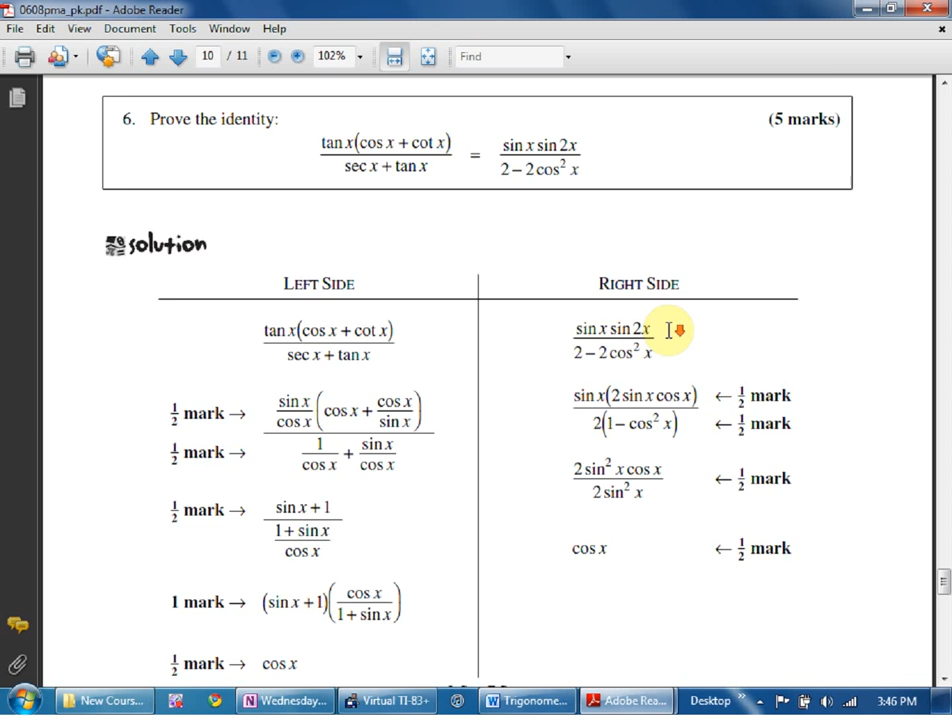 0608pma_pk.pdf - Adobe Reader
File Edit View Document Tools Window Help
10 / 11 102% Find
6. Prove the identity: (5 marks)
tan x(cos x + cot x) / sec x + tan x = sin x sin 2x / 2 − 2 cos² x
solution
LEFT SIDE RIGHT SIDE
tan x(cos x + cot x) / sec x + tan x
sin x sin 2x / 2 − 2 cos² x
½ mark → sin x / cos x (cos x + cos x / sin x)
½ mark → 1 / cos x + sin x / cos x
sin x(2 sin x cos x) ← ½ mark
2(1 − cos² x) ← ½ mark
½ mark → sin x + 1 / 1 + sin x / cos x
2 sin² x cos x / 2 sin² x ← ½ mark
cos x ← ½ mark
1 mark → (sin x + 1)(cos x / 1 + sin x)
½ mark → cos x
New Cours... Wednesday... Virtual TI-83+ Trigonome... Adobe Rea... Desktop » 3:46 PM